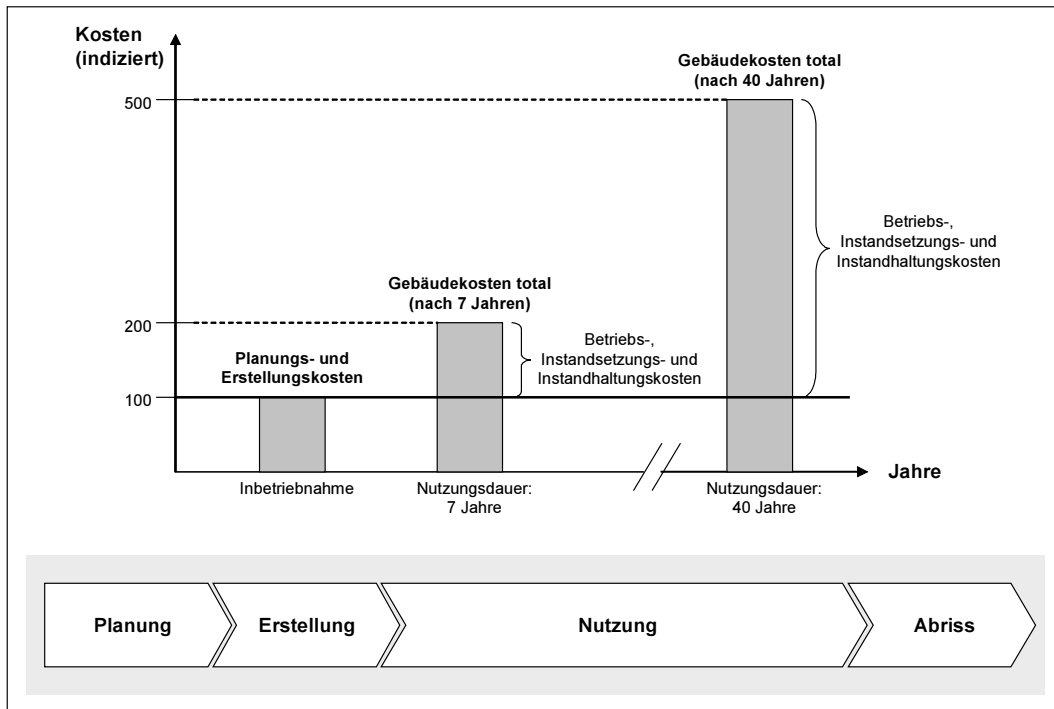 Kosten
(indiziert)
Gebäudekosten total
(nach 40 Jahren)
500
Betriebs-,
Instandsetzungs- und
Instandhaltungskosten
Gebäudekosten total
(nach 7 Jahren)
200
Planungs- und
Erstellungskosten
Betriebs-,
Instandsetzungs- und
Instandhaltungskosten
100
Jahre
Inbetriebnahme
Nutzungsdauer:
7 Jahre
Nutzungsdauer:
40 Jahre
Planung
Erstellung
Nutzung
Abriss